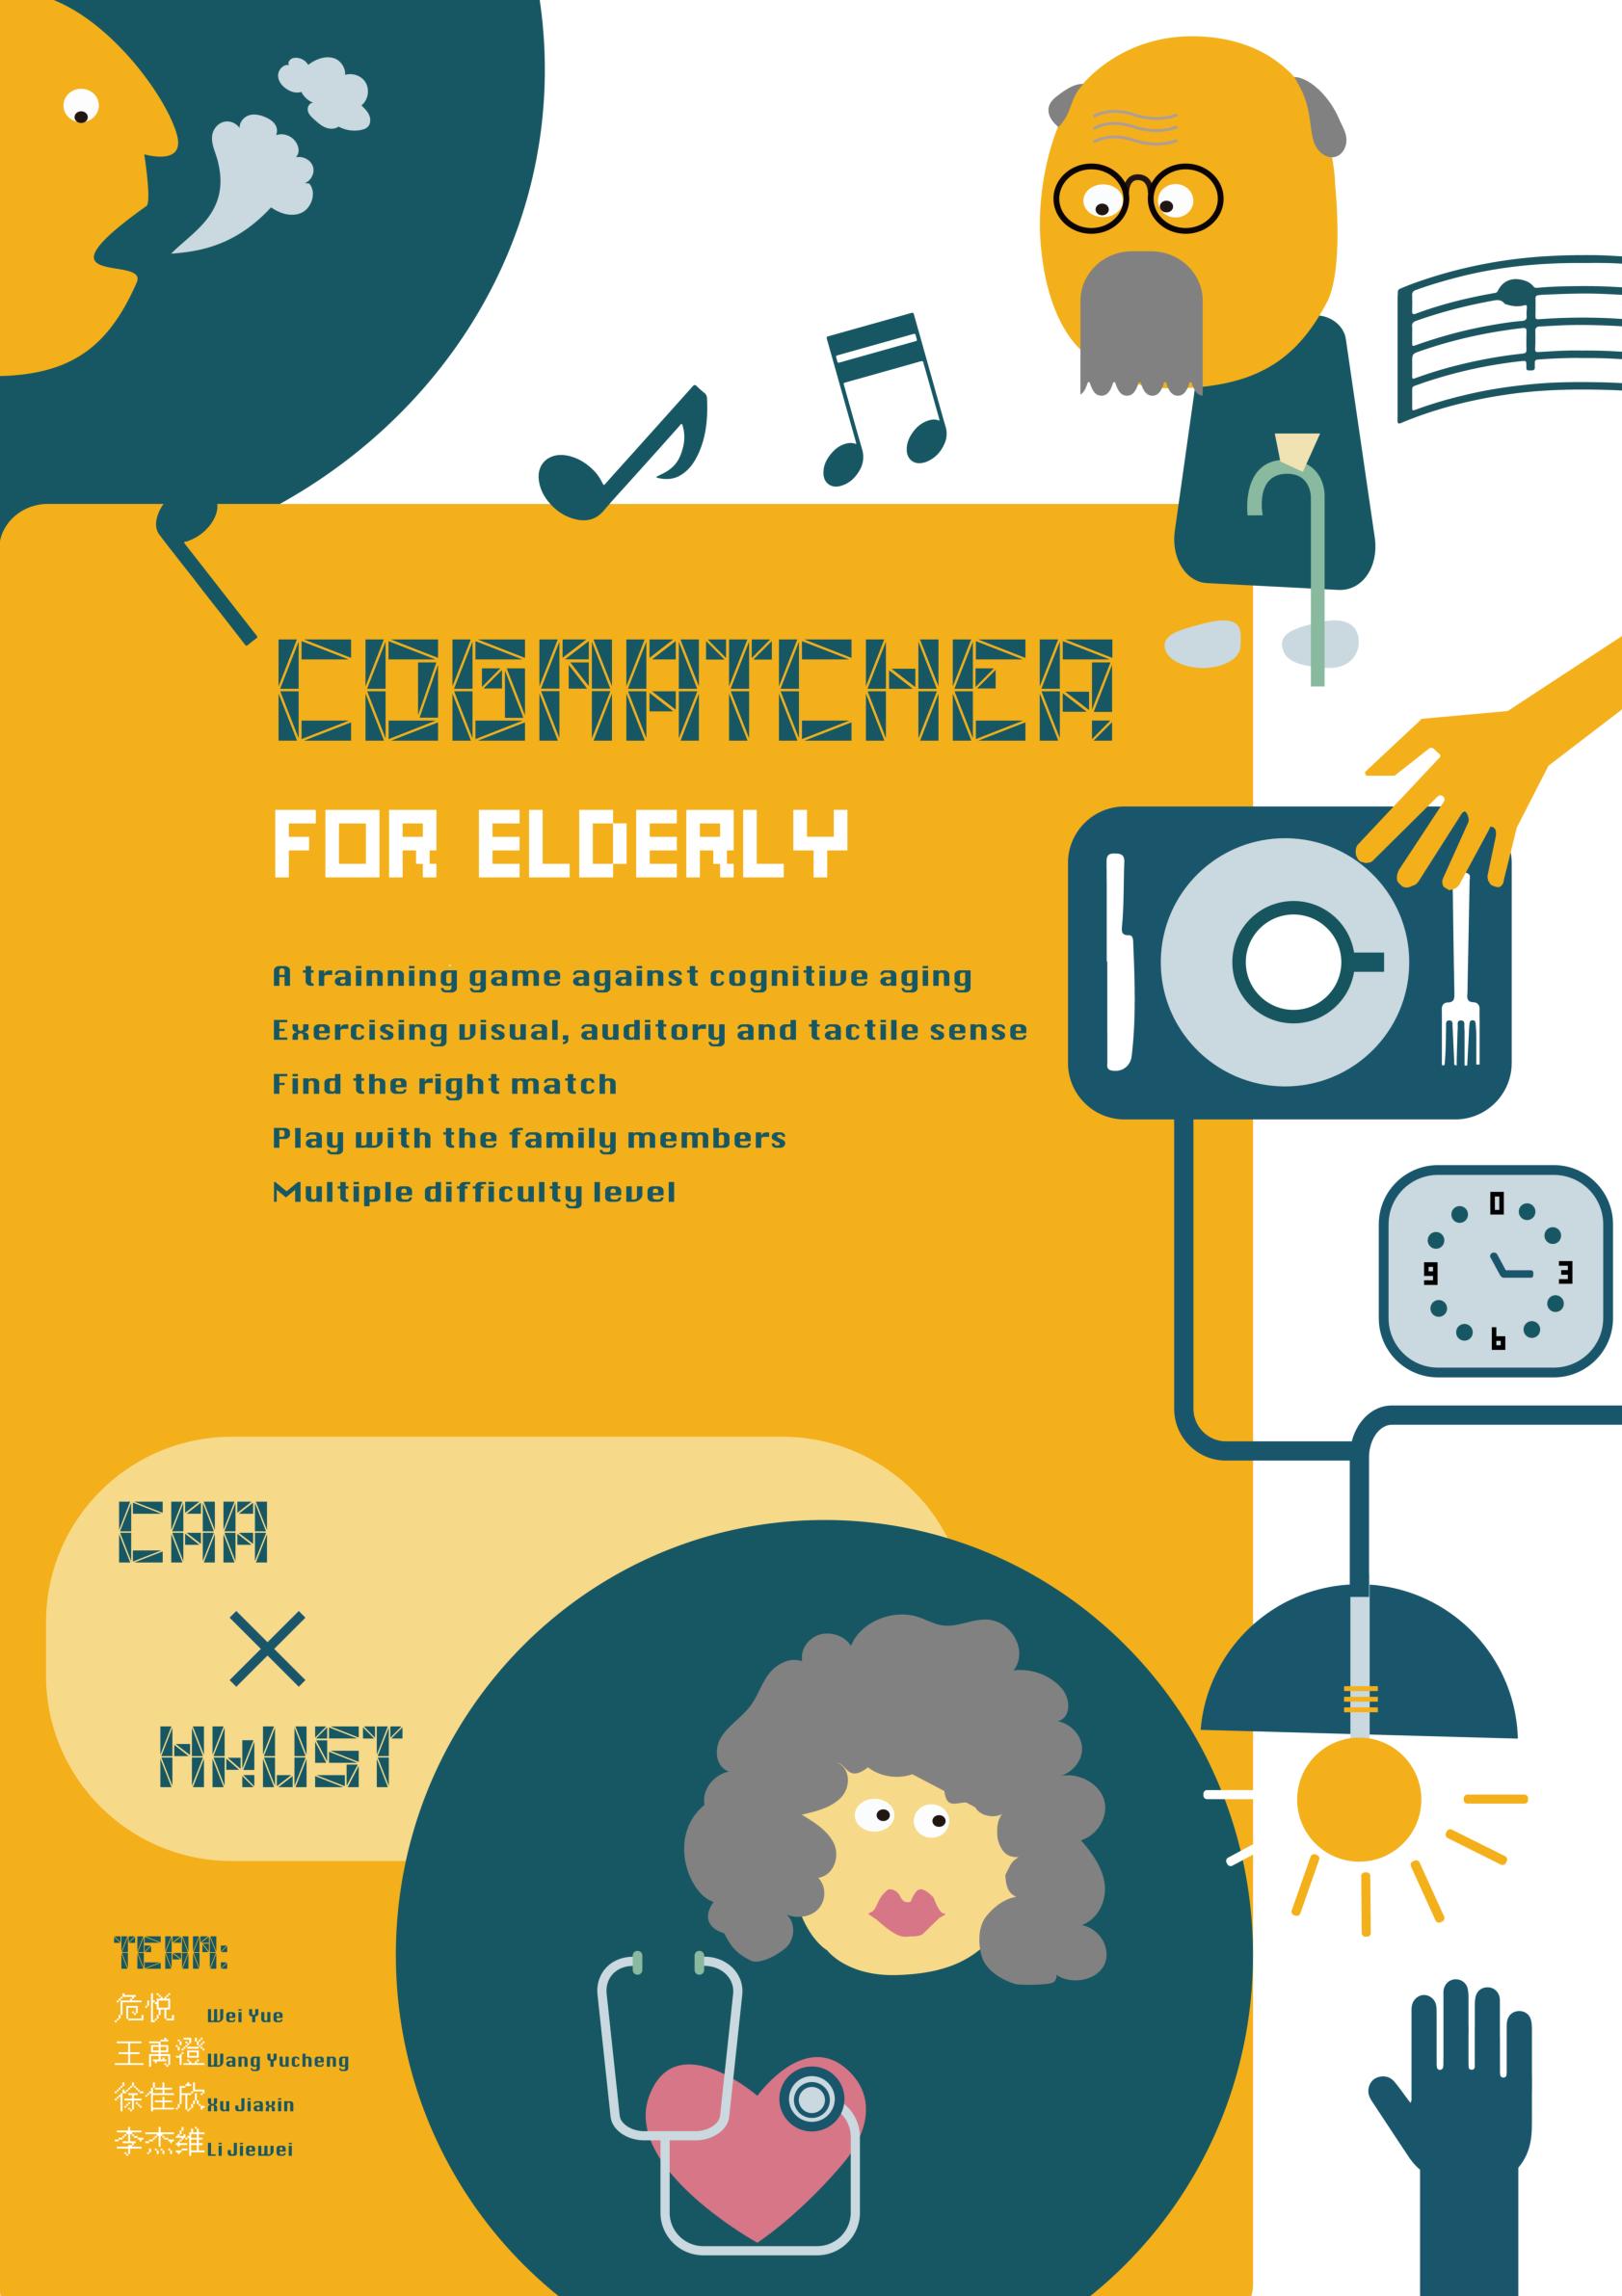 COGMATCHER
FOR ELDERLY
A training game against cognitive aging
Exercising visual, auditory and tactile sense
Find the right match
Play with the family members
Multiple difficulty level
0
9 3
6
CAA
×
HKUST
TEAM:
危悦 Wei Yue
王禹澄 Wang Yucheng
徐佳欣 Xu Jiaxin
李杰维 Li Jiewei